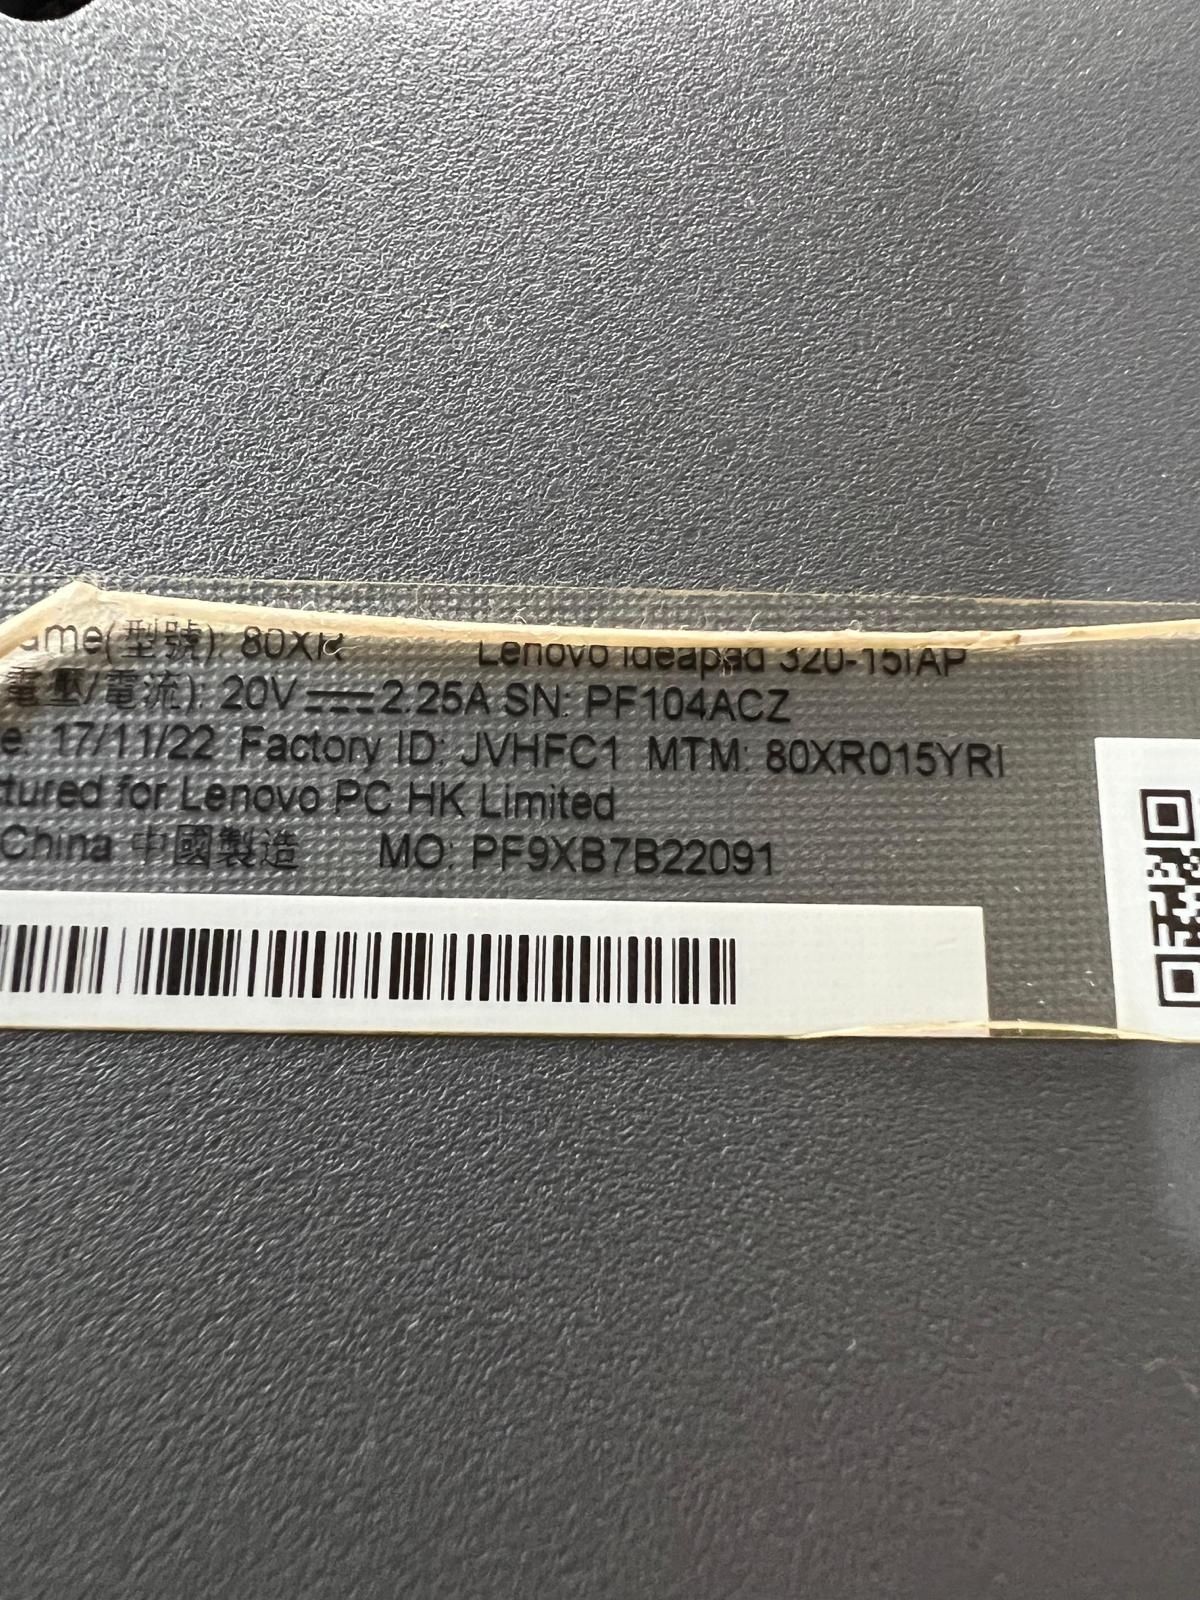 ame(型號): 80XR Lenovo ideapad 320-15IAP
電壓/電流): 20V 2.25A SN: PF104ACZ
e: 17/11/22 Factory ID: JVHFC1 MTM: 80XR015YRI
tured for Lenovo PC HK Limited
China 中國製造 MO: PF9XB7B22091